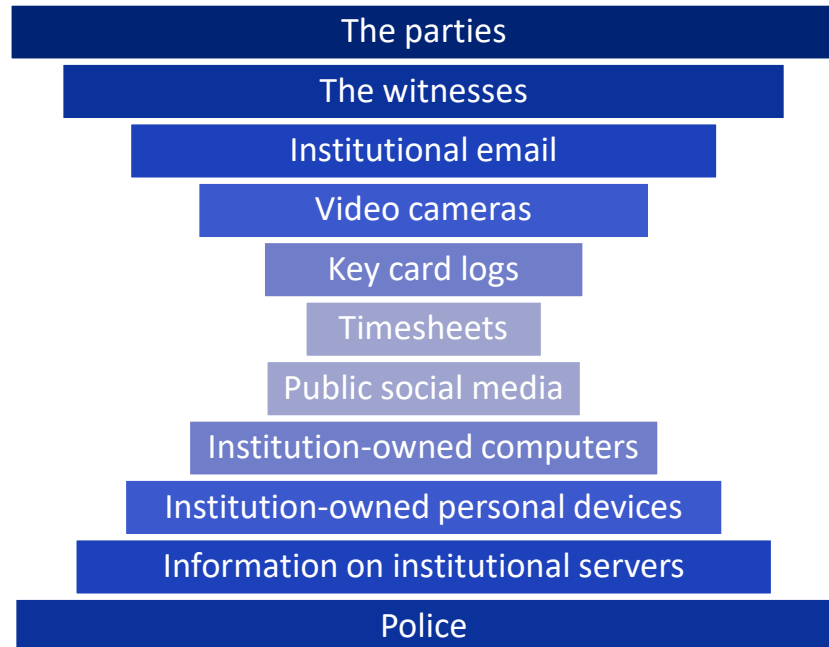 The parties
The witnesses
Institutional email
Video cameras
Key card logs
Timesheets
Public social media
Institution-owned computers
Institution-owned personal devices
Information on institutional servers
Police